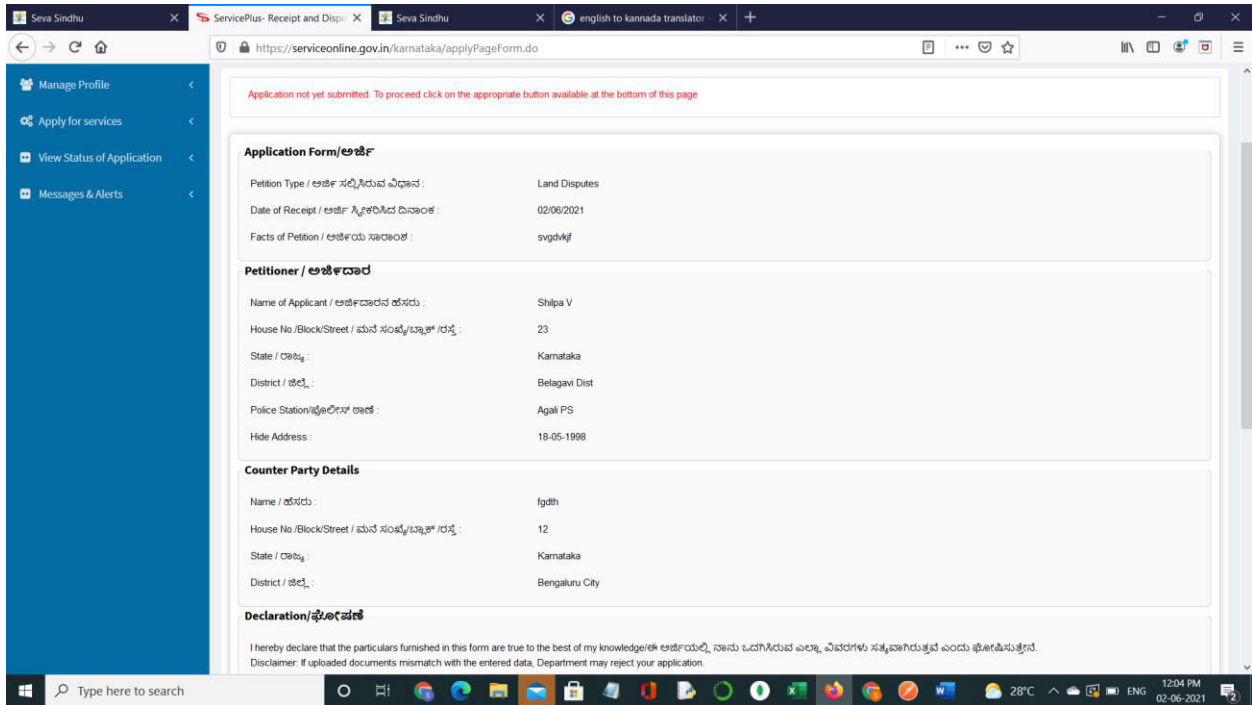 Seva Sindhu
ServicePlus- Receipt and Dispo
Seva Sindhu
english to kannada translator -
https://serviceonline.gov.in/karnataka/applyPageForm.do
Manage Profile
Apply for services
View Status of Application
Messages & Alerts
Application not yet submitted. To proceed click on the appropriate button available at the bottom of this page
Application Form/ಅರ್ಜಿ
Petition Type / ಅರ್ಜಿ ಸಲ್ಲಿಸಿರುವ ವಿಧಾನ : Land Disputes
Date of Receipt / ಅರ್ಜಿ ಸ್ವೀಕರಿಸಿದ ದಿನಾಂಕ : 02/06/2021
Facts of Petition / ಅರ್ಜಿಯ ಸಾರಾಂಶ : svgdvkjf
Petitioner / ಅರ್ಜಿದಾರ
Name of Applicant / ಅರ್ಜಿದಾರನ ಹೆಸರು : Shilpa V
House No./Block/Street / ಮನೆ ಸಂಖ್ಯೆ/ಬ್ಲಾಕ್ /ರಸ್ತೆ : 23
State / ರಾಜ್ಯ : Karnataka
District / ಜಿಲ್ಲೆ : Belagavi Dist
Police Station/ಪೊಲೀಸ್ ಠಾಣೆ : Agali PS
Hide Address : 18-05-1998
Counter Party Details
Name / ಹೆಸರು : fgdth
House No./Block/Street / ಮನೆ ಸಂಖ್ಯೆ/ಬ್ಲಾಕ್ /ರಸ್ತೆ : 12
State / ರಾಜ್ಯ : Karnataka
District / ಜಿಲ್ಲೆ : Bengaluru City
Declaration/ಘೋಷಣೆ
I hereby declare that the particulars furnished in this form are true to the best of my knowledge/ಈ ಅರ್ಜಿಯಲ್ಲಿ ನಾನು ಒದಗಿಸಿರುವ ಎಲ್ಲಾ ವಿವರಗಳು ಸತ್ಯವಾಗಿರುತ್ತವೆ ಎಂದು ಘೋಷಿಸುತ್ತೇನೆ.
Disclaimer: If uploaded documents mismatch with the entered data, Department may reject your application.
Type here to search
28°C
ENG
12:04 PM
02-06-2021
2